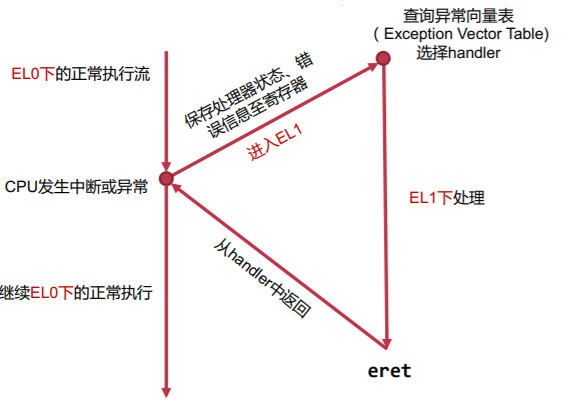 查询异常向量表
（Exception Vector Table)
选择handler
EL0下的正常执行流
保存处理器状态、错
误信息至寄存器
进入EL1
CPU发生中断或异常
EL1下处理
从handler中返回
继续EL0下的正常执行
eret